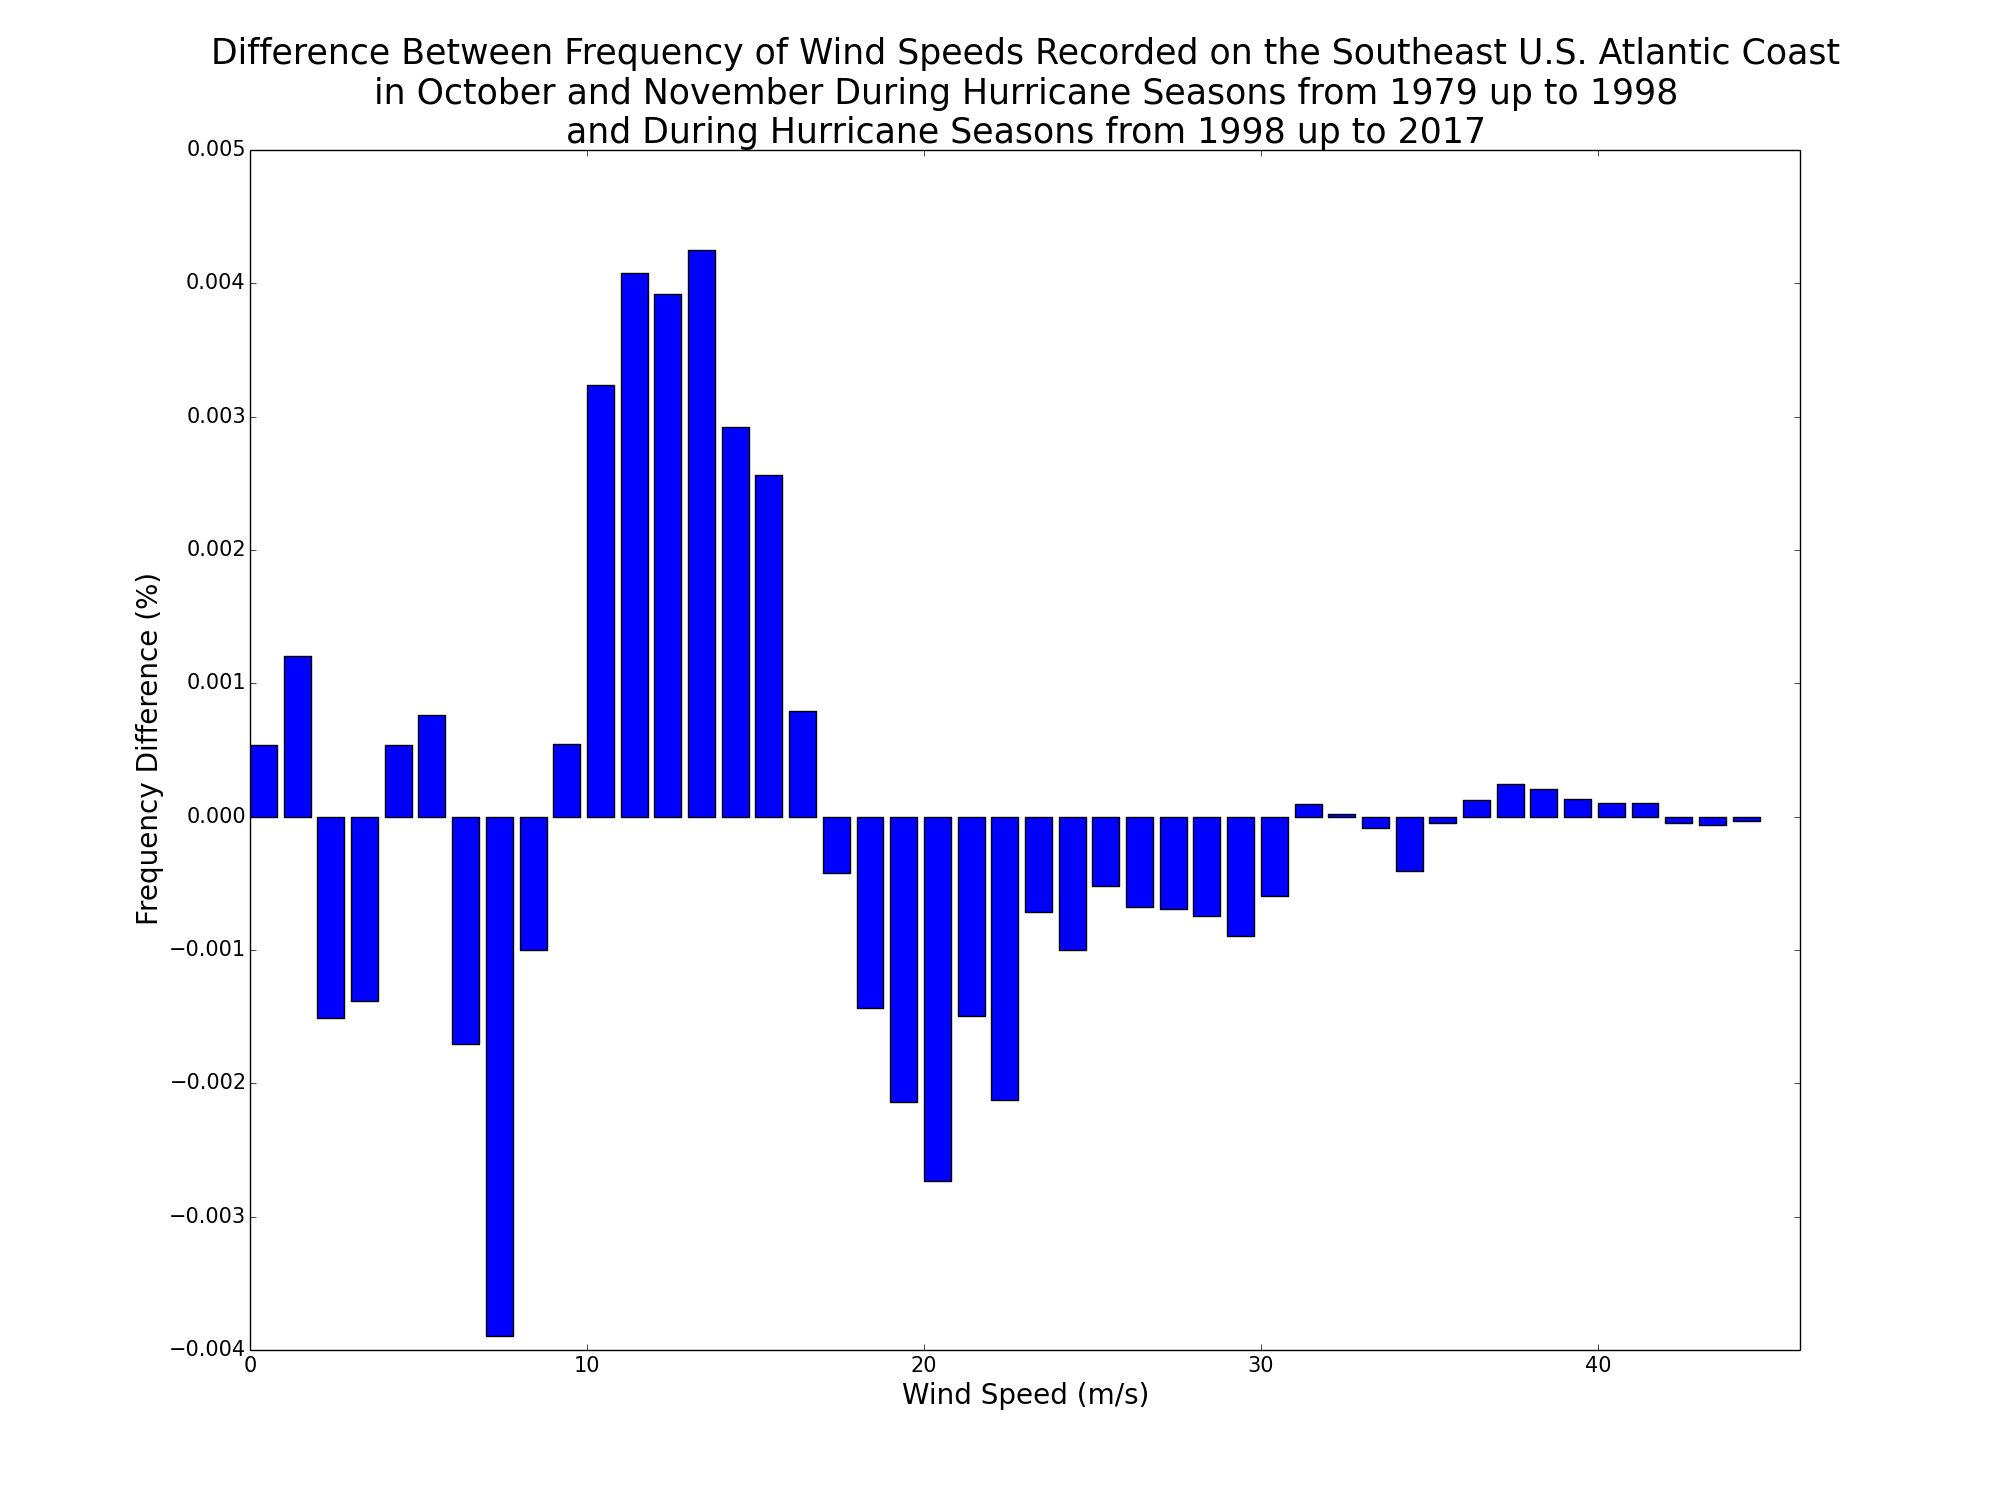 Difference Between Frequency of Wind Speeds Recorded on the Southeast U.S. Atlantic Coast
in October and November During Hurricane Seasons from 1979 up to 1998
and During Hurricane Seasons from 1998 up to 2017
0.005
0.004
0.003
0.002
0.001
0.000
−0.001
−0.002
−0.003
−0.004
Frequency Difference (%)
0 10 20 30 40
Wind Speed (m/s)